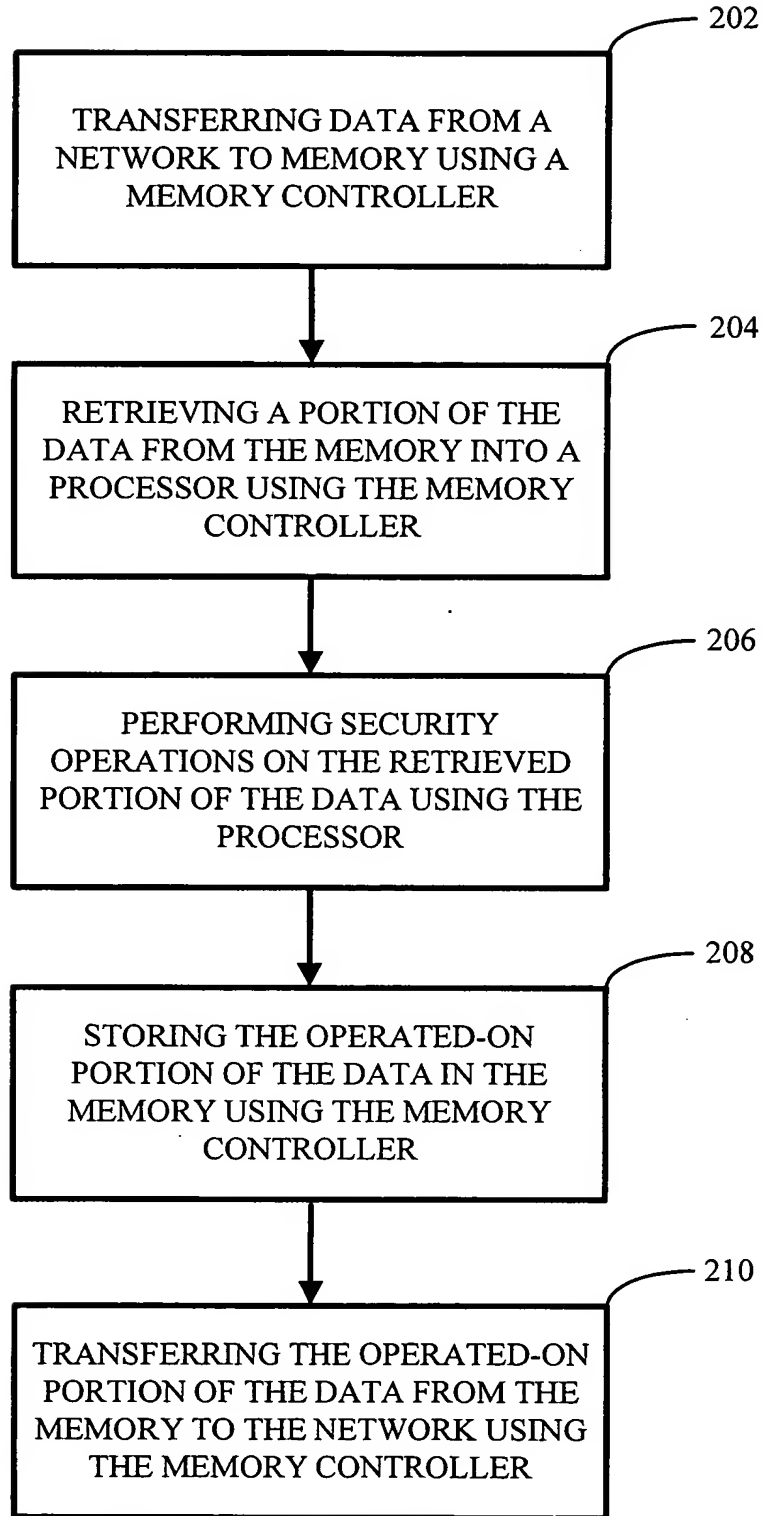 202
TRANSFERRING DATA FROM A
NETWORK TO MEMORY USING A
MEMORY CONTROLLER
204
RETRIEVING A PORTION OF THE
DATA FROM THE MEMORY INTO A
PROCESSOR USING THE MEMORY
CONTROLLER
206
PERFORMING SECURITY
OPERATIONS ON THE RETRIEVED
PORTION OF THE DATA USING THE
PROCESSOR
208
STORING THE OPERATED-ON
PORTION OF THE DATA IN THE
MEMORY USING THE MEMORY
CONTROLLER
210
TRANSFERRING THE OPERATED-ON
PORTION OF THE DATA FROM THE
MEMORY TO THE NETWORK USING
THE MEMORY CONTROLLER